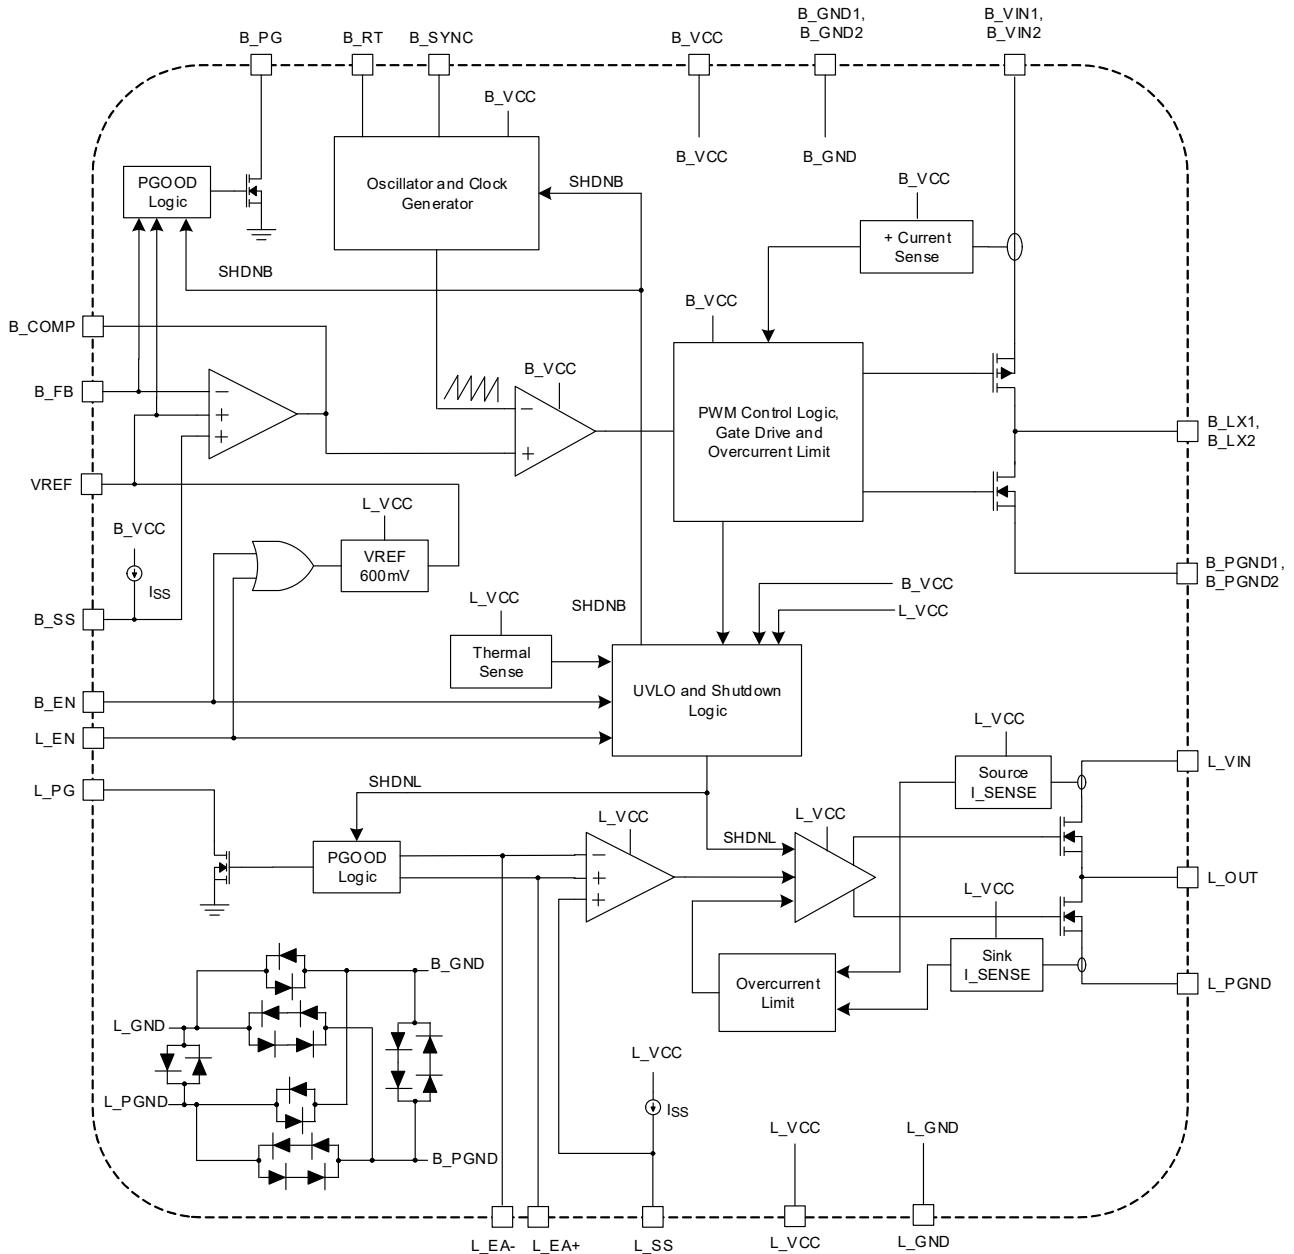 B_PG
B_RT
B_SYNC
B_VCC
B_GND1,
B_GND2
B_VIN1,
B_VIN2
B_VCC
B_VCC
B_GND
PGOOD
Logic
Oscillator and Clock
Generator
SHDNB
B_VCC
+ Current
Sense
SHDNB
B_VCC
B_COMP
B_FB
B_VCC
PWM Control Logic,
Gate Drive and
Overcurrent Limit
B_LX1,
B_LX2
VREF
L_VCC
B_VCC
VREF
600mV
ISS
B_PGND1,
B_PGND2
B_SS
L_VCC
SHDNB
B_VCC
L_VCC
Thermal
Sense
UVLO and Shutdown
Logic
B_EN
L_EN
L_VCC
L_VIN
Source
I_SENSE
L_PG
SHDNL
L_VCC
L_VCC
SHDNL
PGOOD
Logic
L_OUT
L_VCC
Sink
I_SENSE
B_GND
Overcurrent
Limit
L_PGND
L_GND
L_VCC
L_PGND
ISS
L_VCC
L_GND
B_PGND
L_EA-
L_EA+
L_SS
L_VCC
L_GND